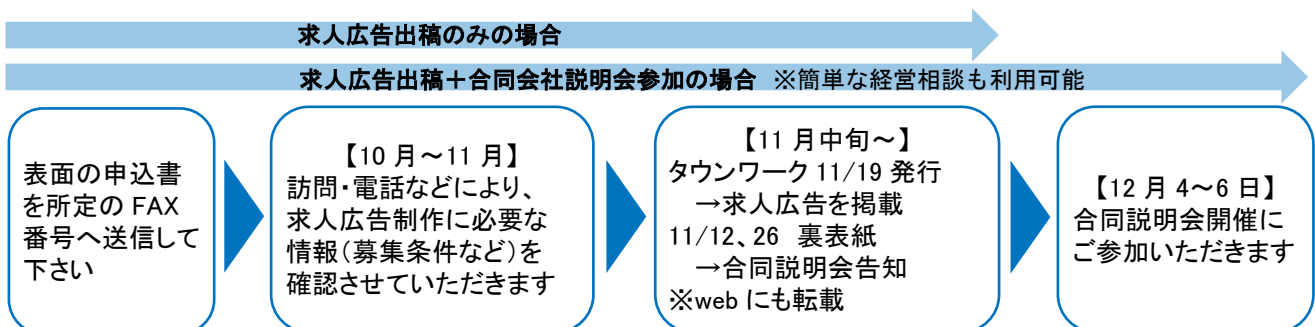 求人広告出稿のみの場合
求人広告出稿＋合同会社説明会参加の場合 ※簡単な経営相談も利用可能
表面の申込書
を所定の FAX
番号へ送信して
下さい
【10 月～11 月】
訪問・電話などにより、
求人広告制作に必要な
情報(募集条件など)を
確認させていただきます
【11 月中旬～】
タウンワーク 11/19 発行
→求人広告を掲載
11/12、26 裏表紙
→合同説明会告知
※web にも転載
【12 月 4～6 日】
合同説明会開催に
ご参加いただきます